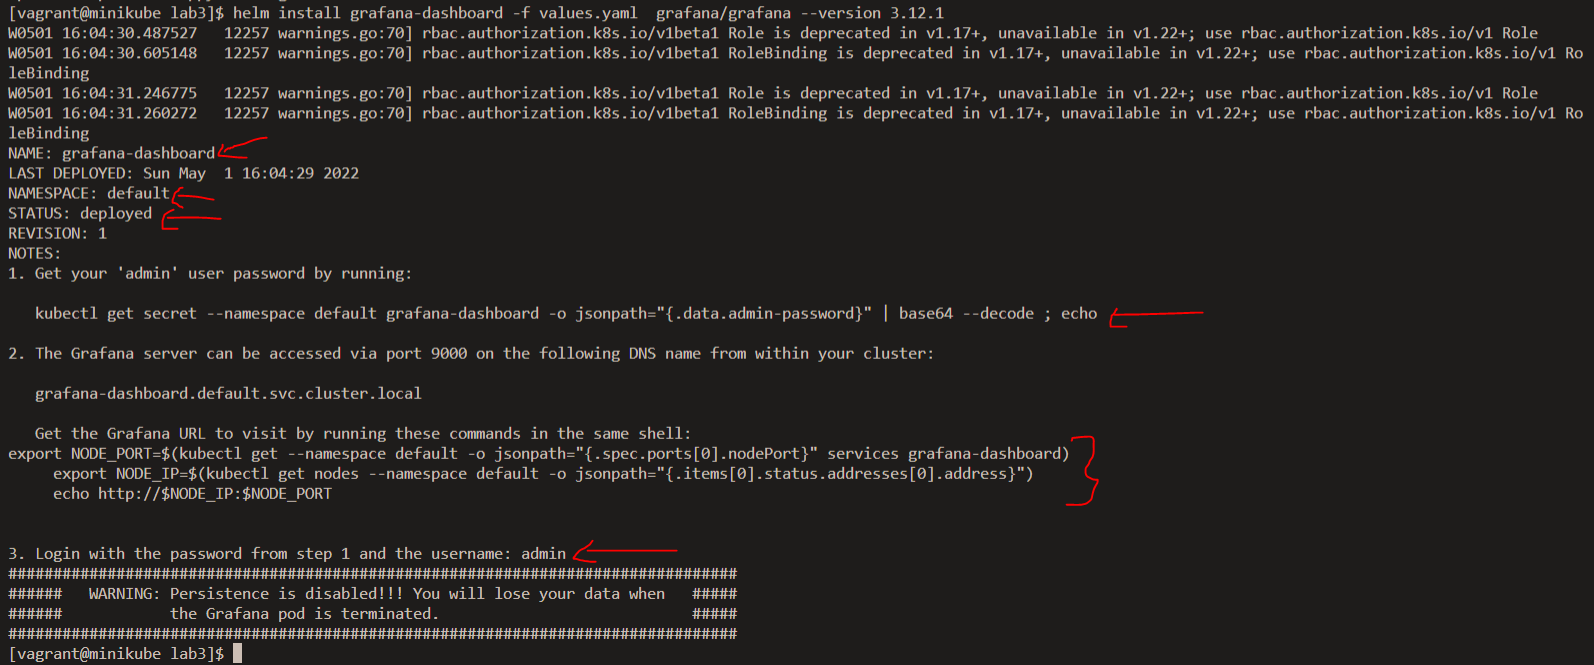 [vagrant@minikube lab3]$ helm install grafana-dashboard -f values.yaml  grafana/grafana --version 3.12.1
W0501 16:04:30.487527   12257 warnings.go:70] rbac.authorization.k8s.io/v1beta1 Role is deprecated in v1.17+, unavailable in v1.22+; use rbac.authorization.k8s.io/v1 Role
W0501 16:04:30.605148   12257 warnings.go:70] rbac.authorization.k8s.io/v1beta1 RoleBinding is deprecated in v1.17+, unavailable in v1.22+; use rbac.authorization.k8s.io/v1 Ro
leBinding
W0501 16:04:31.246775   12257 warnings.go:70] rbac.authorization.k8s.io/v1beta1 Role is deprecated in v1.17+, unavailable in v1.22+; use rbac.authorization.k8s.io/v1 Role
W0501 16:04:31.260272   12257 warnings.go:70] rbac.authorization.k8s.io/v1beta1 RoleBinding is deprecated in v1.17+, unavailable in v1.22+; use rbac.authorization.k8s.io/v1 Ro
leBinding
NAME: grafana-dashboard
LAST DEPLOYED: Sun May  1 16:04:29 2022
NAMESPACE: default
STATUS: deployed
REVISION: 1
NOTES:
1. Get your 'admin' user password by running:
   kubectl get secret --namespace default grafana-dashboard -o jsonpath="{.data.admin-password}" | base64 --decode ; echo
2. The Grafana server can be accessed via port 9000 on the following DNS name from within your cluster:
   grafana-dashboard.default.svc.cluster.local
   Get the Grafana URL to visit by running these commands in the same shell:
export NODE_PORT=$(kubectl get --namespace default -o jsonpath="{.spec.ports[0].nodePort}" services grafana-dashboard)
     export NODE_IP=$(kubectl get nodes --namespace default -o jsonpath="{.items[0].status.addresses[0].address}")
     echo http://$NODE_IP:$NODE_PORT
3. Login with the password from step 1 and the username: admin
#################################################################################
######   WARNING: Persistence is disabled!!! You will lose your data when   #####
######            the Grafana pod is terminated.                            #####
#################################################################################
[vagrant@minikube lab3]$